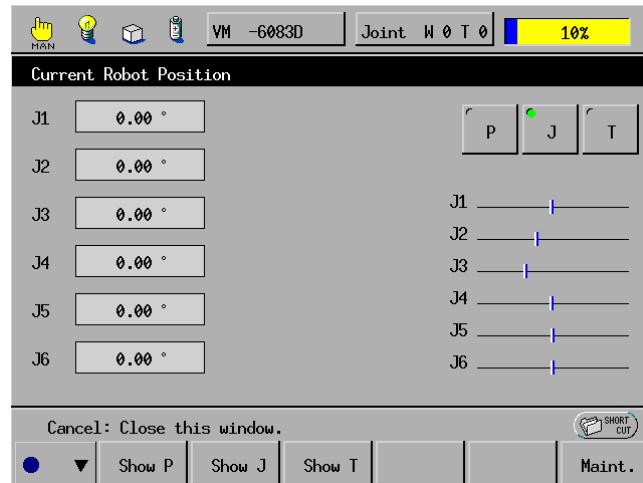 MAN VM -6083D Joint W 0 T 0 10%
Current Robot Position
J1 0.00 °
J2 0.00 °
J3 0.00 °
J4 0.00 °
J5 0.00 °
J6 0.00 °
P J T
J1
J2
J3
J4
J5
J6
Cancel: Close this window.
SHORT
CUT
Show P Show J Show T Maint.